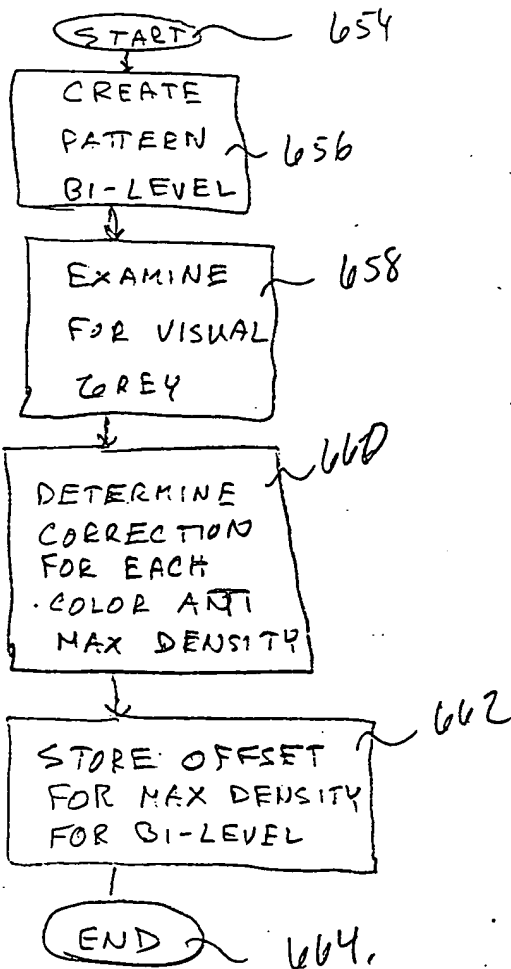 START 654
CREATE
PATTERN
BI-LEVEL
656
EXAMINE
FOR VISUAL
GREY
658
660
DETERMINE
CORRECTION
FOR EACH
COLOR ANTI
MAX DENSITY
662
STORE OFFSET
FOR MAX DENSITY
FOR BI-LEVEL
END 664.